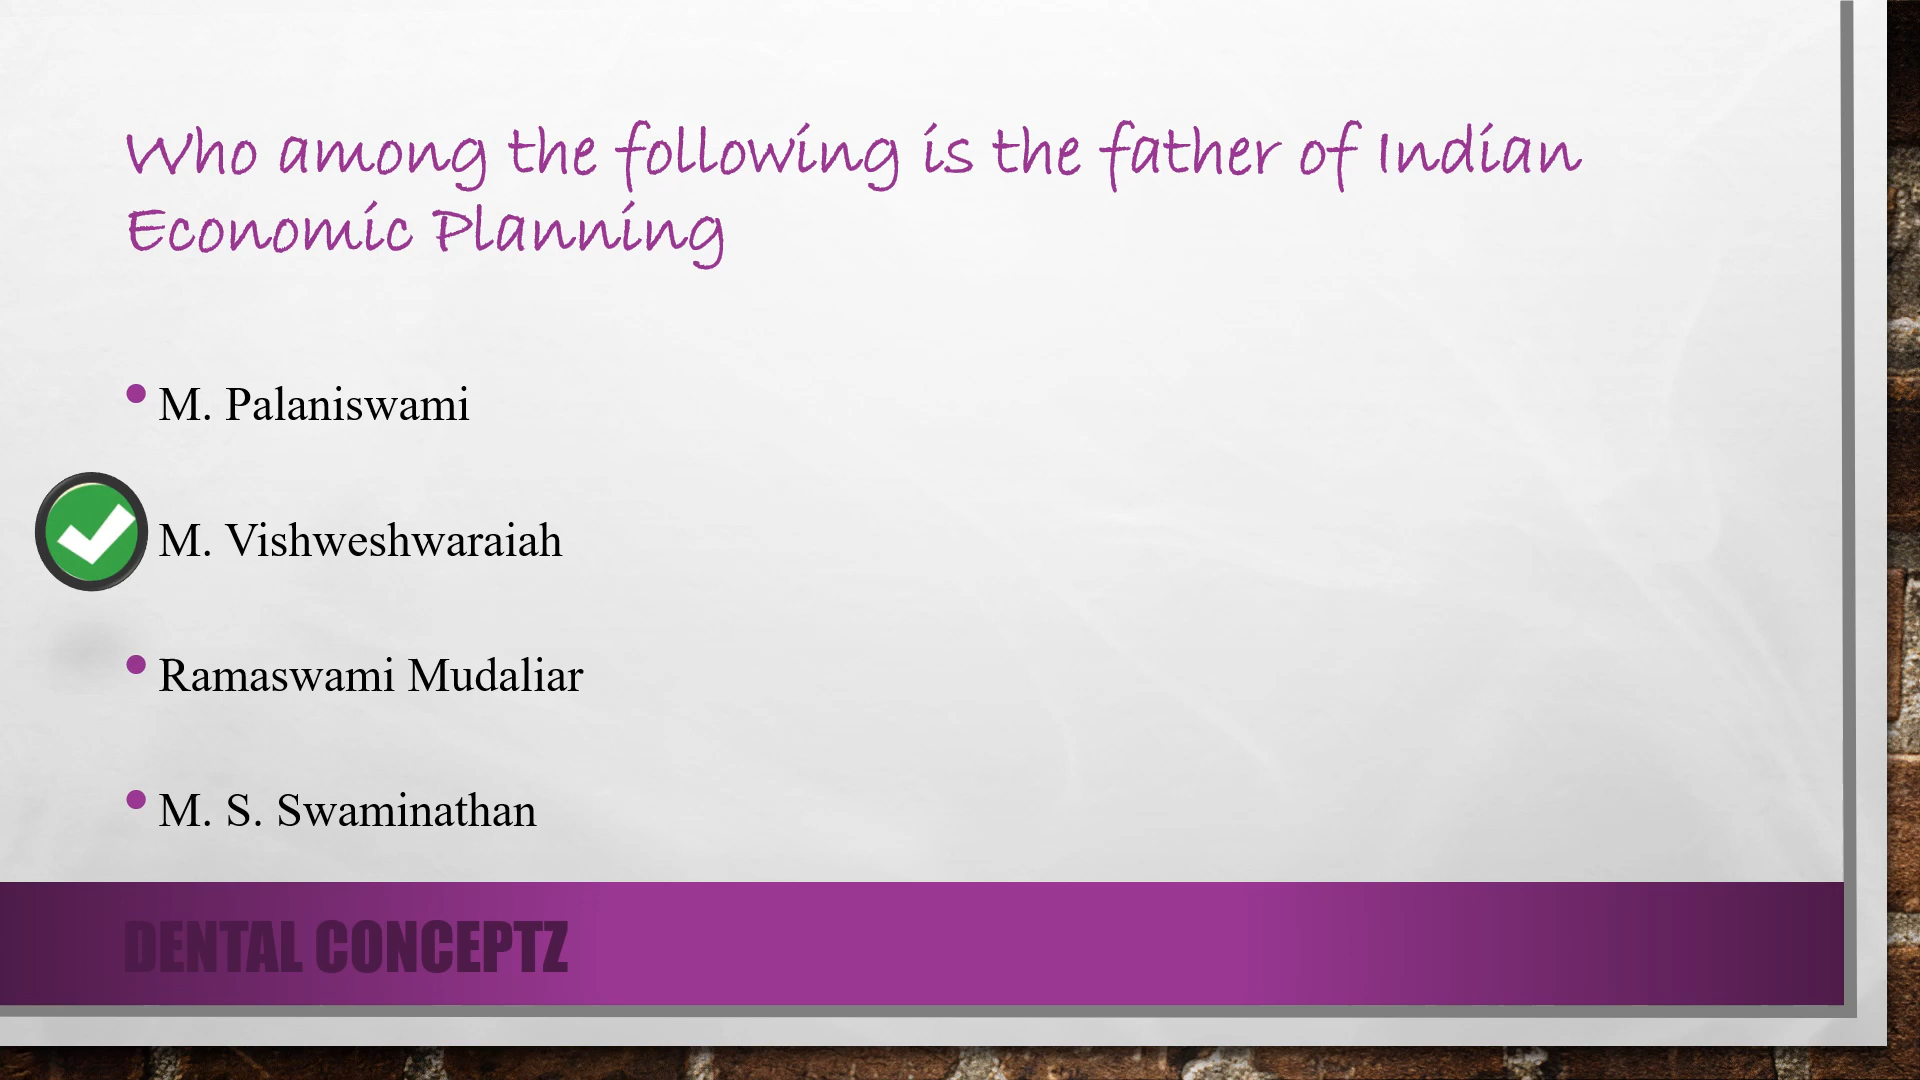 Who among the following is the father of Indian
Economic Planning
• M. Palaniswami
M. Vishweshwaraiah
• Ramaswami Mudaliar
• M. S. Swaminathan
DENTAL CONCEPTZ